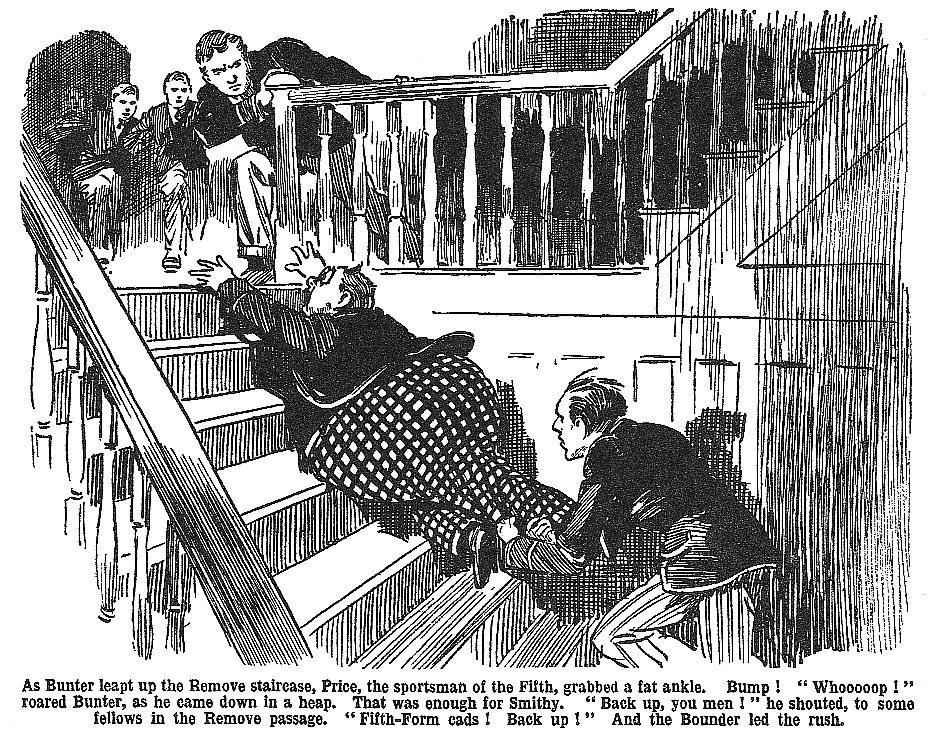 As Bunter leapt up the Remove staircase, Price, the sportsman of the Fifth, grabbed a fat ankle. Bump! "Whooooop!"
roared Bunter, as he came down in a heap. That was enough for Smithy. "Back up, you men!" he shouted, to some
fellows in the Remove passage. "Fifth-Form cads! Back up!" And the Bounder led the rush.